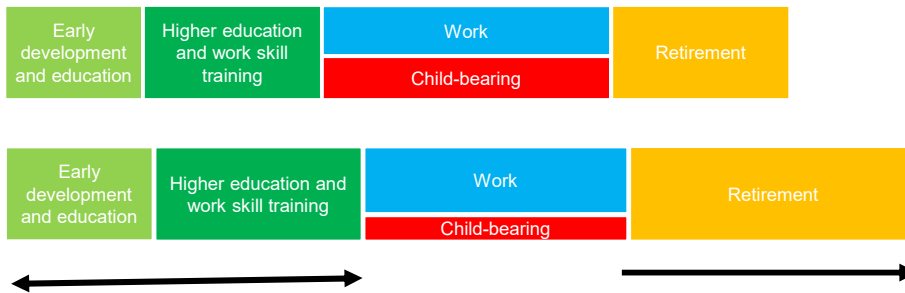 Early
development
and education
Higher education
and work skill
training
Work
Child-bearing
Retirement
Early
development
and education
Higher education and
work skill training
Work
Child-bearing
Retirement